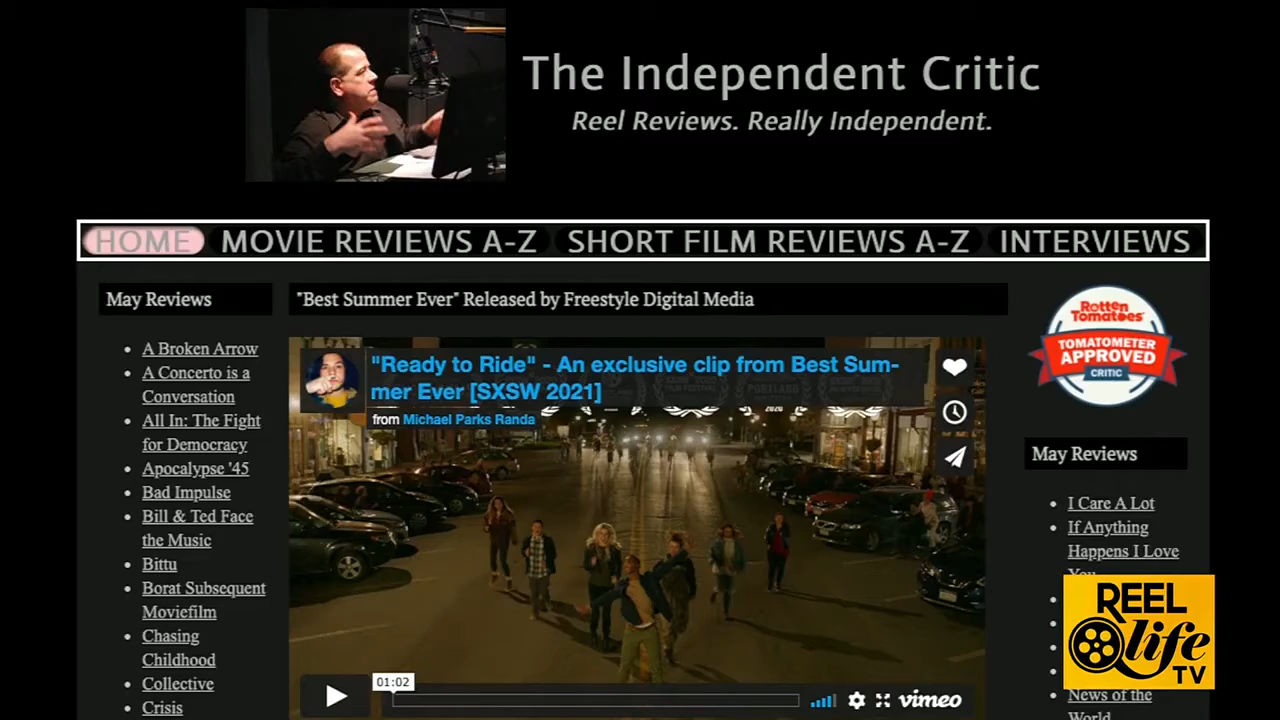 The Independent Critic
Reel Reviews. Really Independent.
HOME MOVIE REVIEWS A-Z SHORT FILM REVIEWS A-Z INTERVIEWS
May Reviews
A Broken Arrow
A Concerto is a
Conversation
All In: The Fight
for Democracy
Apocalypse '45
Bad Impulse
Bill & Ted Face
the Music
Bittu
Borat Subsequent
Moviefilm
Chasing
Childhood
Collective
Crisis
"Best Summer Ever" Released by Freestyle Digital Media
"Ready to Ride" - An exclusive clip from Best Sum-
mer Ever [SXSW 2021]
from Michael Parks Randa
01:02
vimeo
Rotten
Tomatoes
TOMATOMETER
APPROVED
CRITIC
May Reviews
I Care A Lot
If Anything
Happens I Love
You
News of the
World
REEL
life
TV